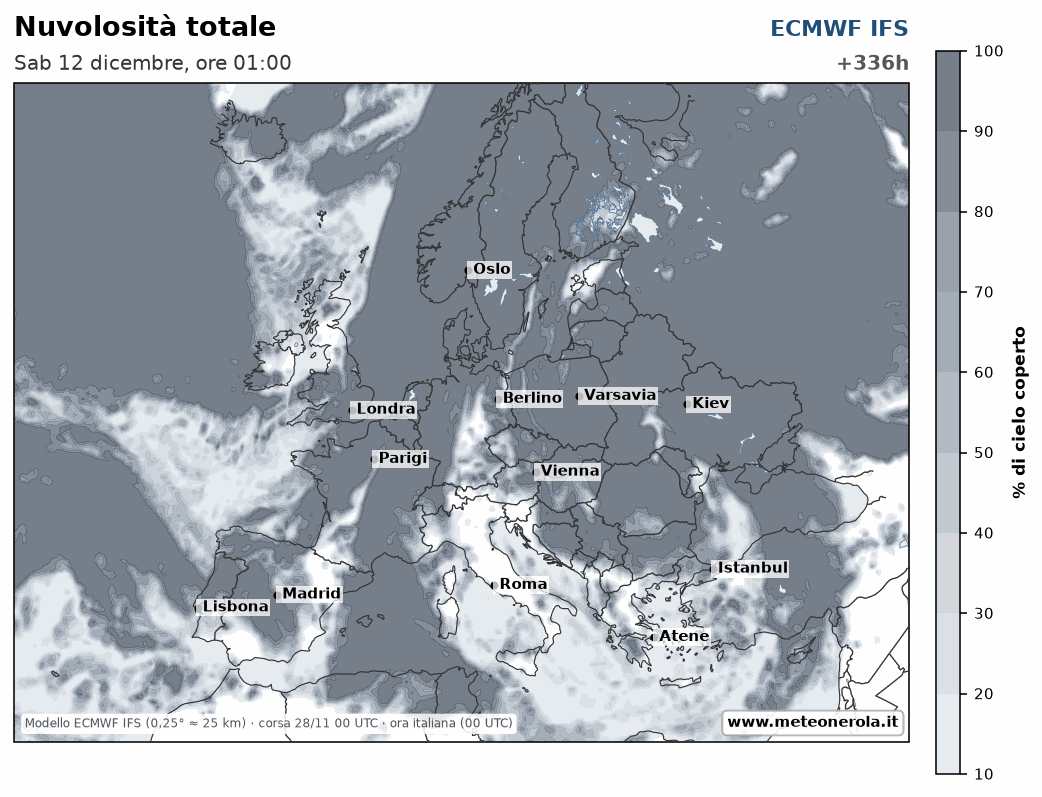 Nuvolosità totale
ECMWF IFS
Sab 12 dicembre, ore 01:00
+336h
100
90
80
70
60
50
40
30
20
10
% di cielo coperto
Oslo
Berlino
Varsavia
Kiev
Londra
Parigi
Vienna
Istanbul
Roma
Madrid
Lisbona
Atene
Modello ECMWF IFS (0,25° ≈ 25 km) · corsa 28/11 00 UTC · ora italiana (00 UTC)
www.meteonerola.it